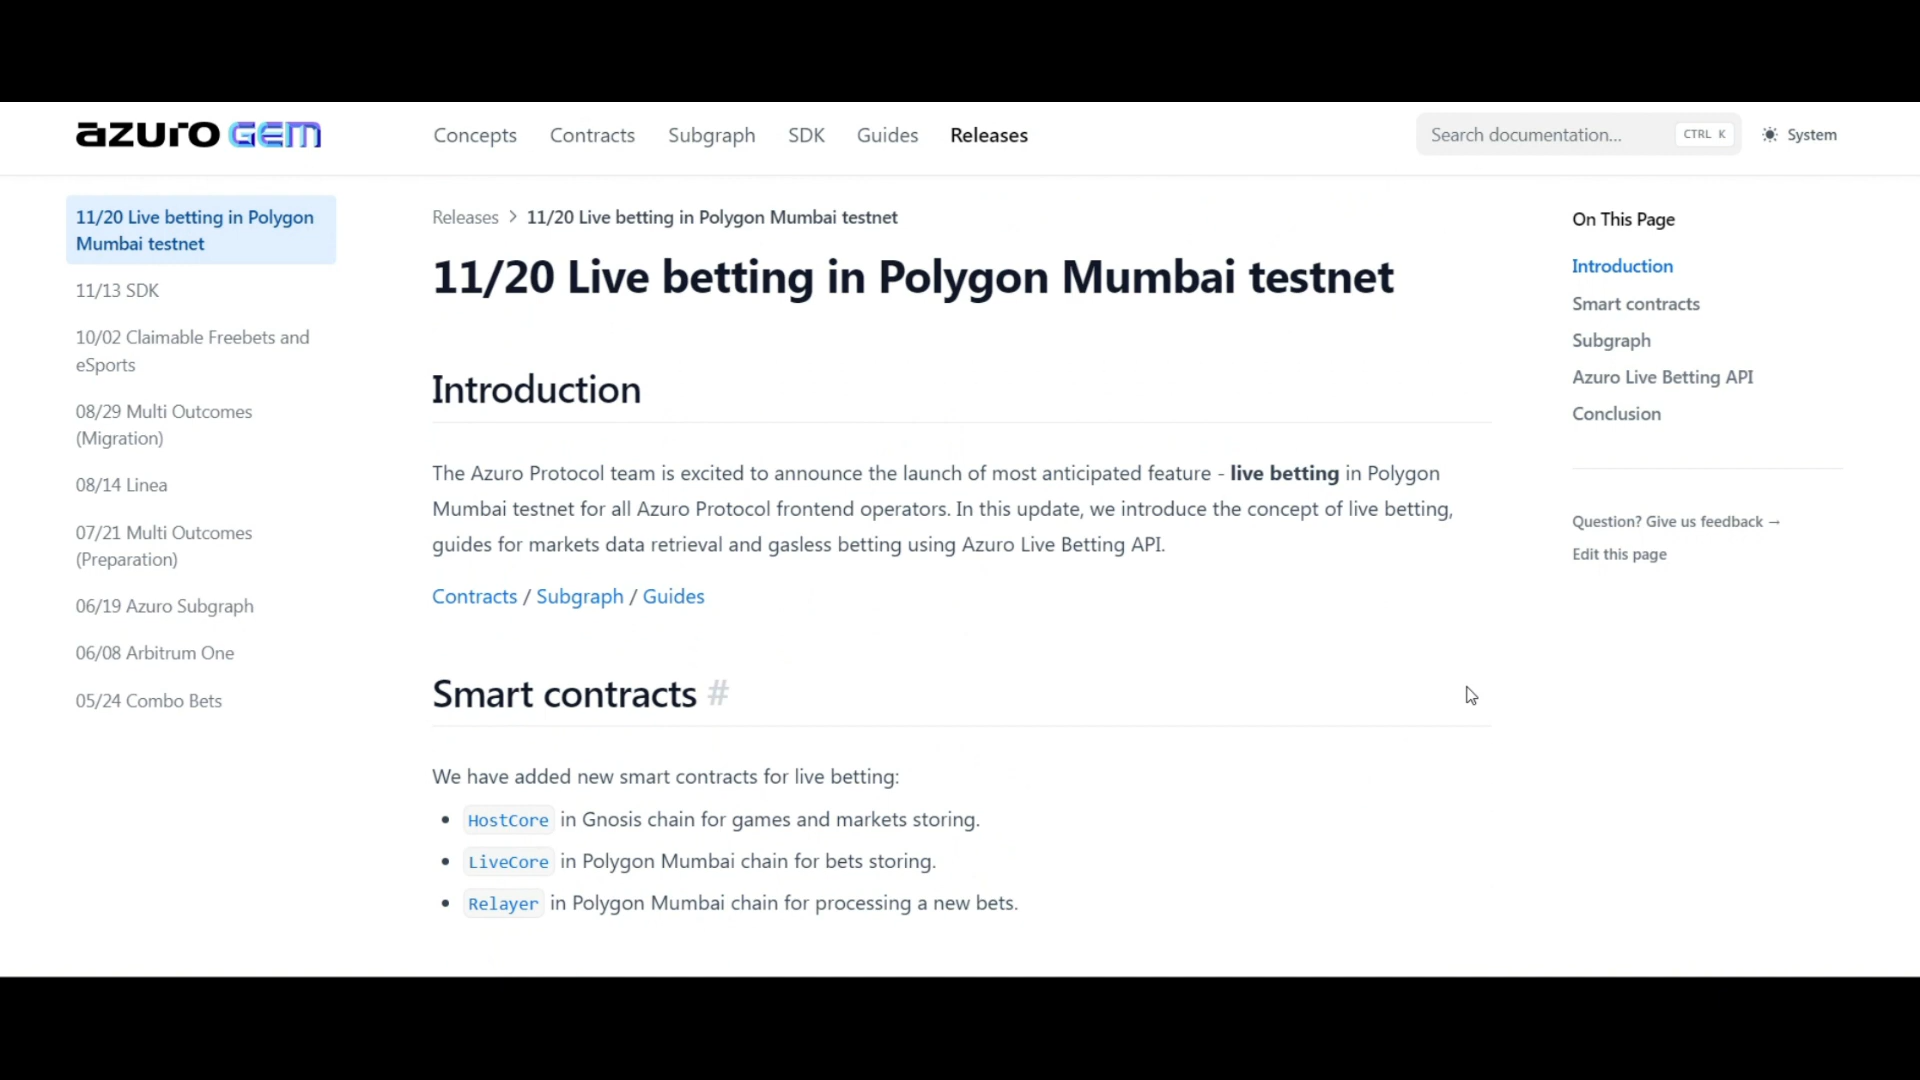 azuro GEM
Concepts
Contracts
Subgraph
SDK
Guides
Releases
Search documentation...
CTRL K
System
11/20 Live betting in Polygon
Mumbai testnet
11/13 SDK
10/02 Claimable Freebets and
eSports
08/29 Multi Outcomes
(Migration)
08/14 Linea
07/21 Multi Outcomes
(Preparation)
06/19 Azuro Subgraph
06/08 Arbitrum One
05/24 Combo Bets
Releases > 11/20 Live betting in Polygon Mumbai testnet
11/20 Live betting in Polygon Mumbai testnet
Introduction
The Azuro Protocol team is excited to announce the launch of most anticipated feature - live betting in Polygon
Mumbai testnet for all Azuro Protocol frontend operators. In this update, we introduce the concept of live betting,
guides for markets data retrieval and gasless betting using Azuro Live Betting API.
Contracts / Subgraph / Guides
Smart contracts #
We have added new smart contracts for live betting:
• HostCore in Gnosis chain for games and markets storing.
• LiveCore in Polygon Mumbai chain for bets storing.
• Relayer in Polygon Mumbai chain for processing a new bets.
On This Page
Introduction
Smart contracts
Subgraph
Azuro Live Betting API
Conclusion
Question? Give us feedback →
Edit this page